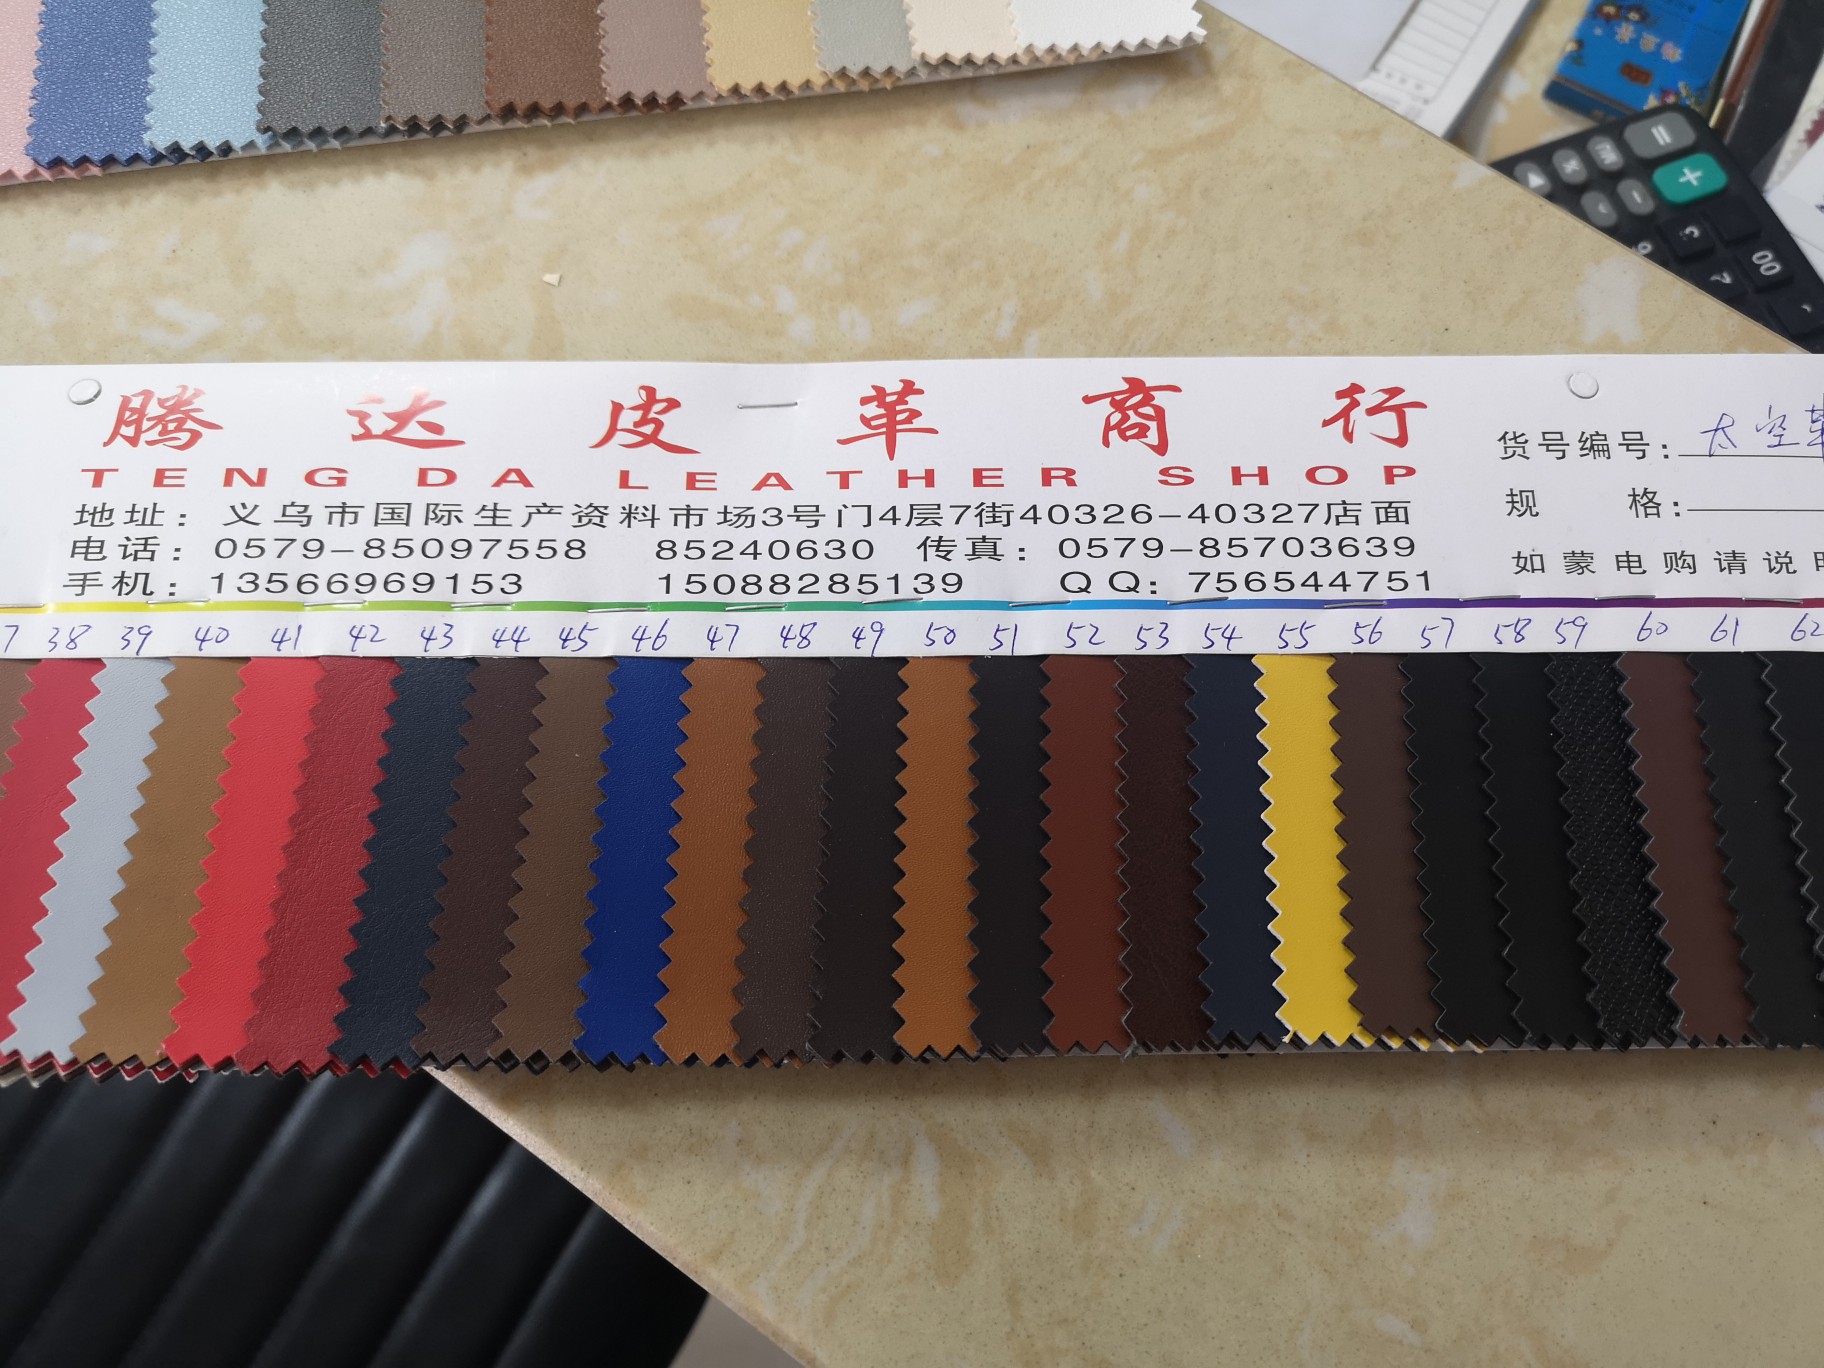 腾达皮革商行
TENG DA LEATHER SHOP
地址：义乌市国际生产资料市场3号门4层7街40326-40327店面
电话：0579-85097558 85240630 传真：0579-85703639
手机：13566969153 15088285139 QQ：756544751
货号编号：太空革
规 格：
如蒙电购请说明
7 38 39 40 41 42 43 44 45 46 47 48 49 50 51 52 53 54 55 56 57 58 59 60 61 62
00